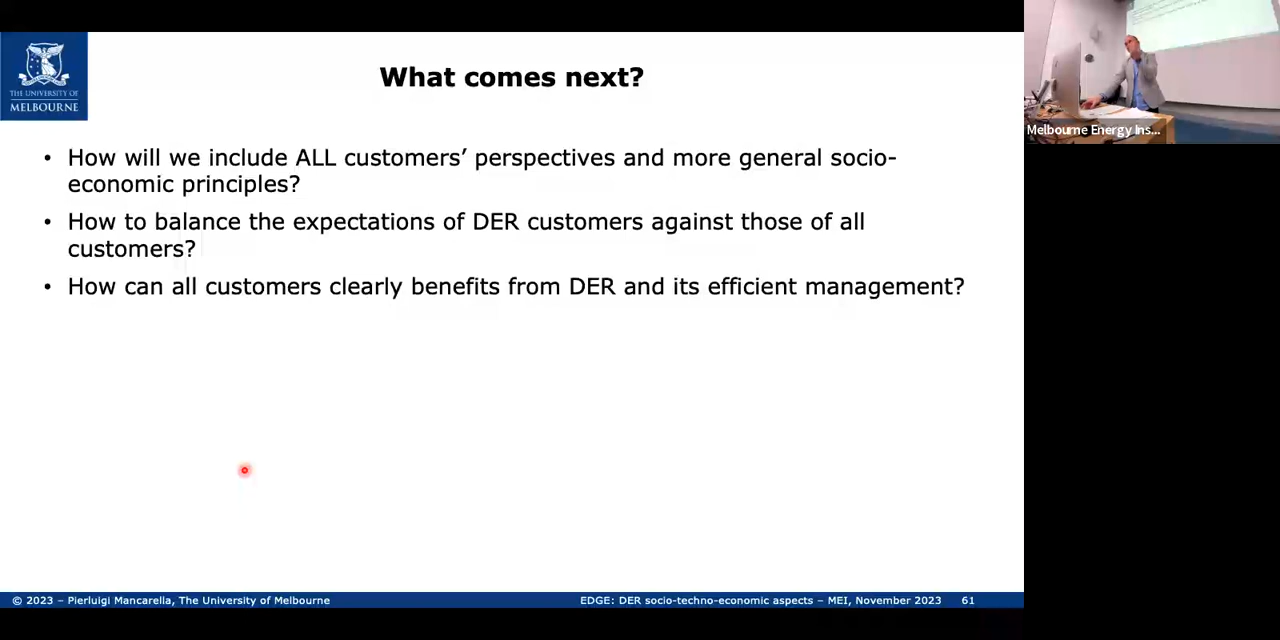 THE UNIVERSITY OF
MELBOURNE
What comes next?
• How will we include ALL customers’ perspectives and more general socio-
economic principles?
• How to balance the expectations of DER customers against those of all
customers?
• How can all customers clearly benefits from DER and its efficient management?
© 2023 – Pierluigi Mancarella, The University of Melbourne
EDGE: DER socio-techno-economic aspects – MEI, November 2023 61
Melbourne Energy Ins...